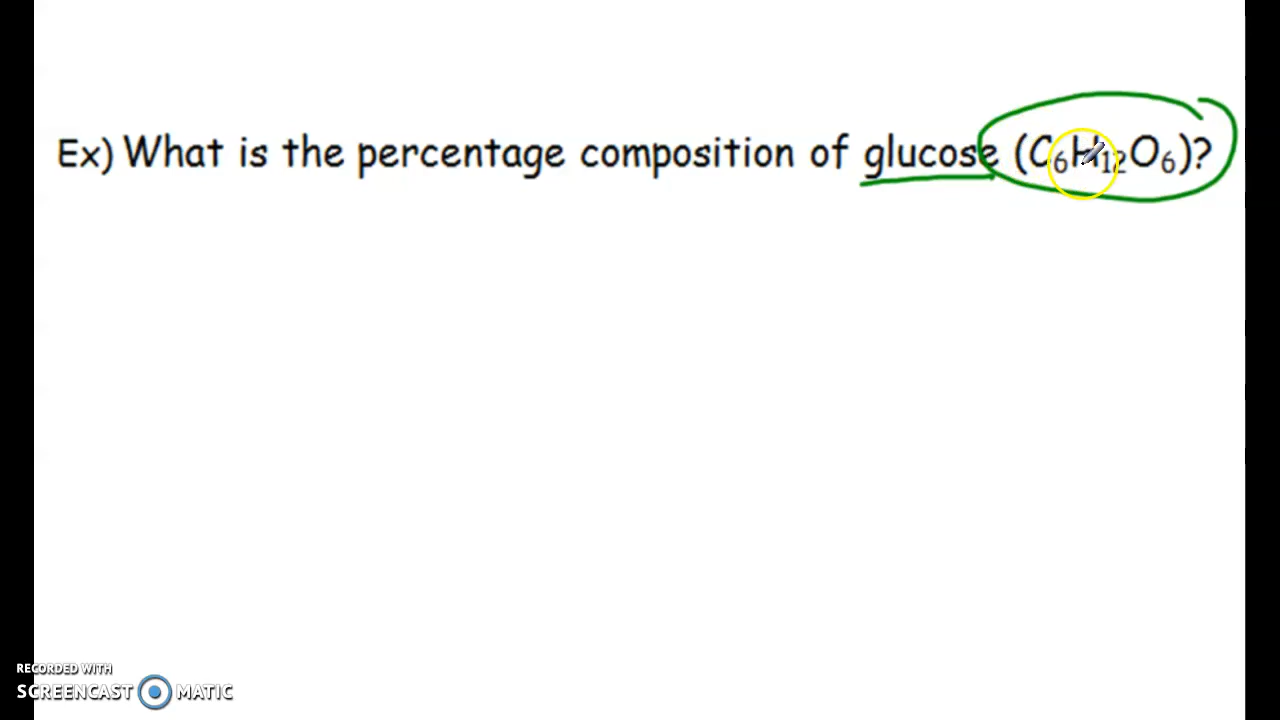 Ex) What is the percentage composition of glucose (C₆H₁₂O₆)?
RECORDED WITH
SCREENCAST MATIC